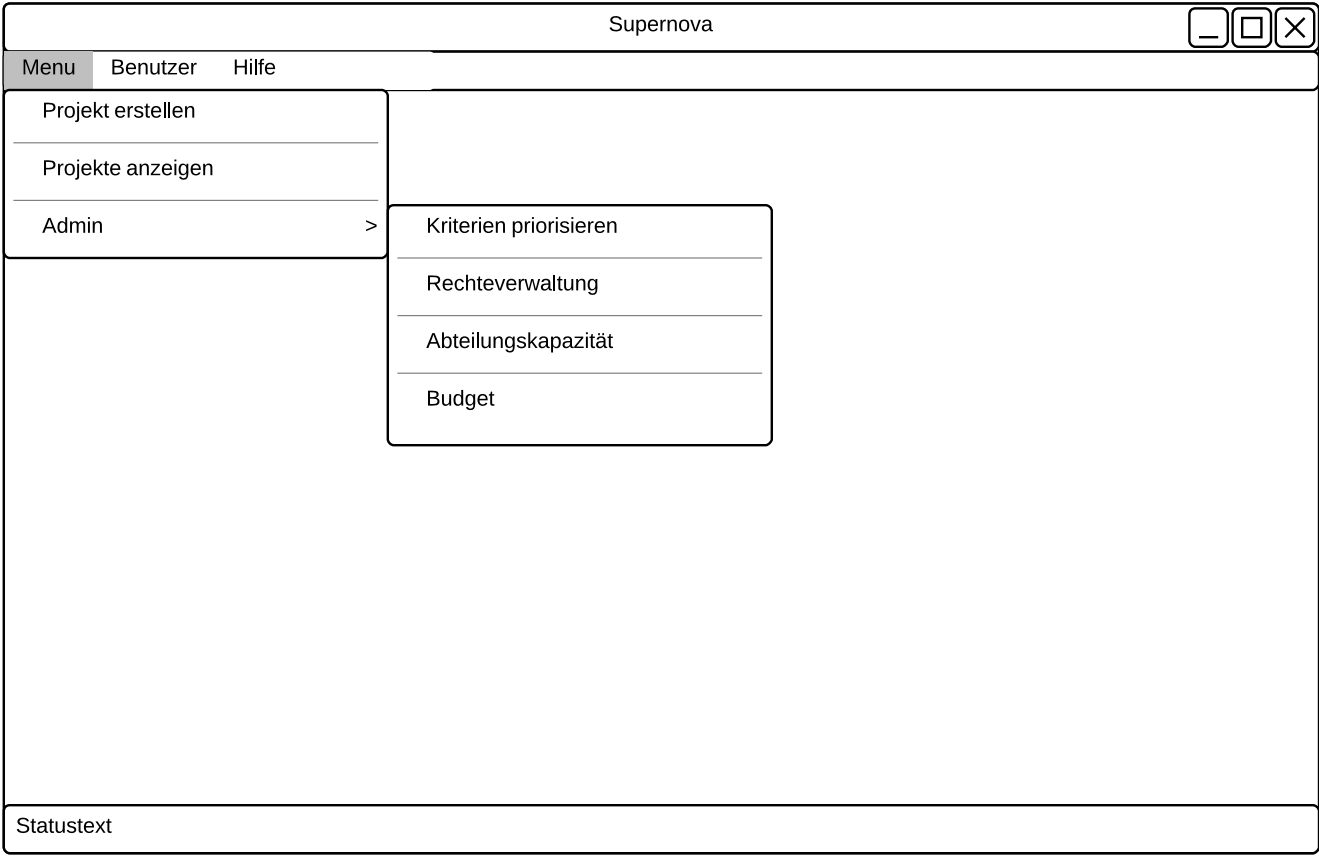 Supernova
Menu Benutzer Hilfe
Projekt erstellen
Projekte anzeigen
Admin >
Kriterien priorisieren
Rechteverwaltung
Abteilungskapazität
Budget
Statustext